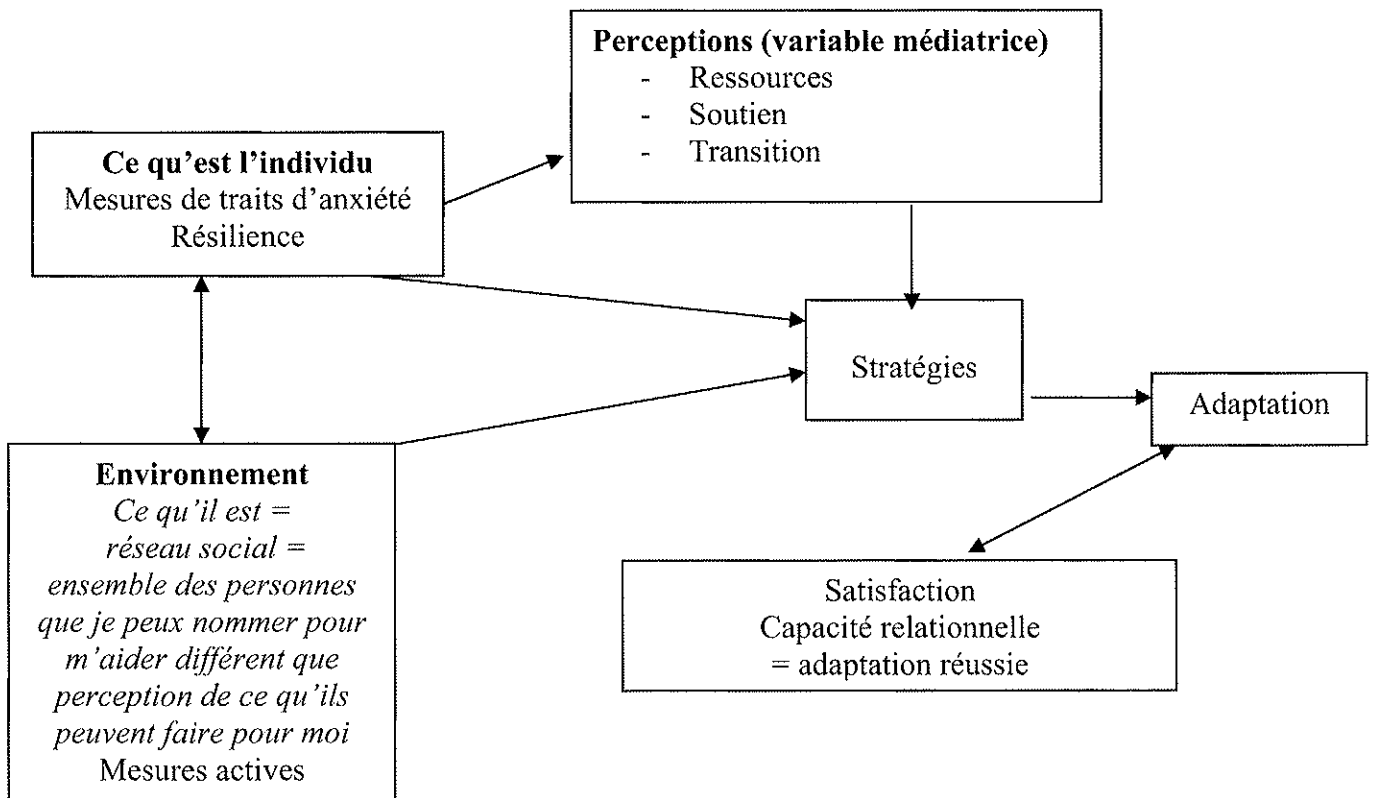 Perceptions (variable médiatrice)
- Ressources
- Soutien
- Transition
Ce qu’est l’individu
Mesures de traits d’anxiété
Résilience
Stratégies
Adaptation
Environnement
Ce qu’il est =
réseau social =
ensemble des personnes
que je peux nommer pour
m’aider différent que
perception de ce qu’ils
peuvent faire pour moi
Mesures actives
Satisfaction
Capacité relationnelle
= adaptation réussie